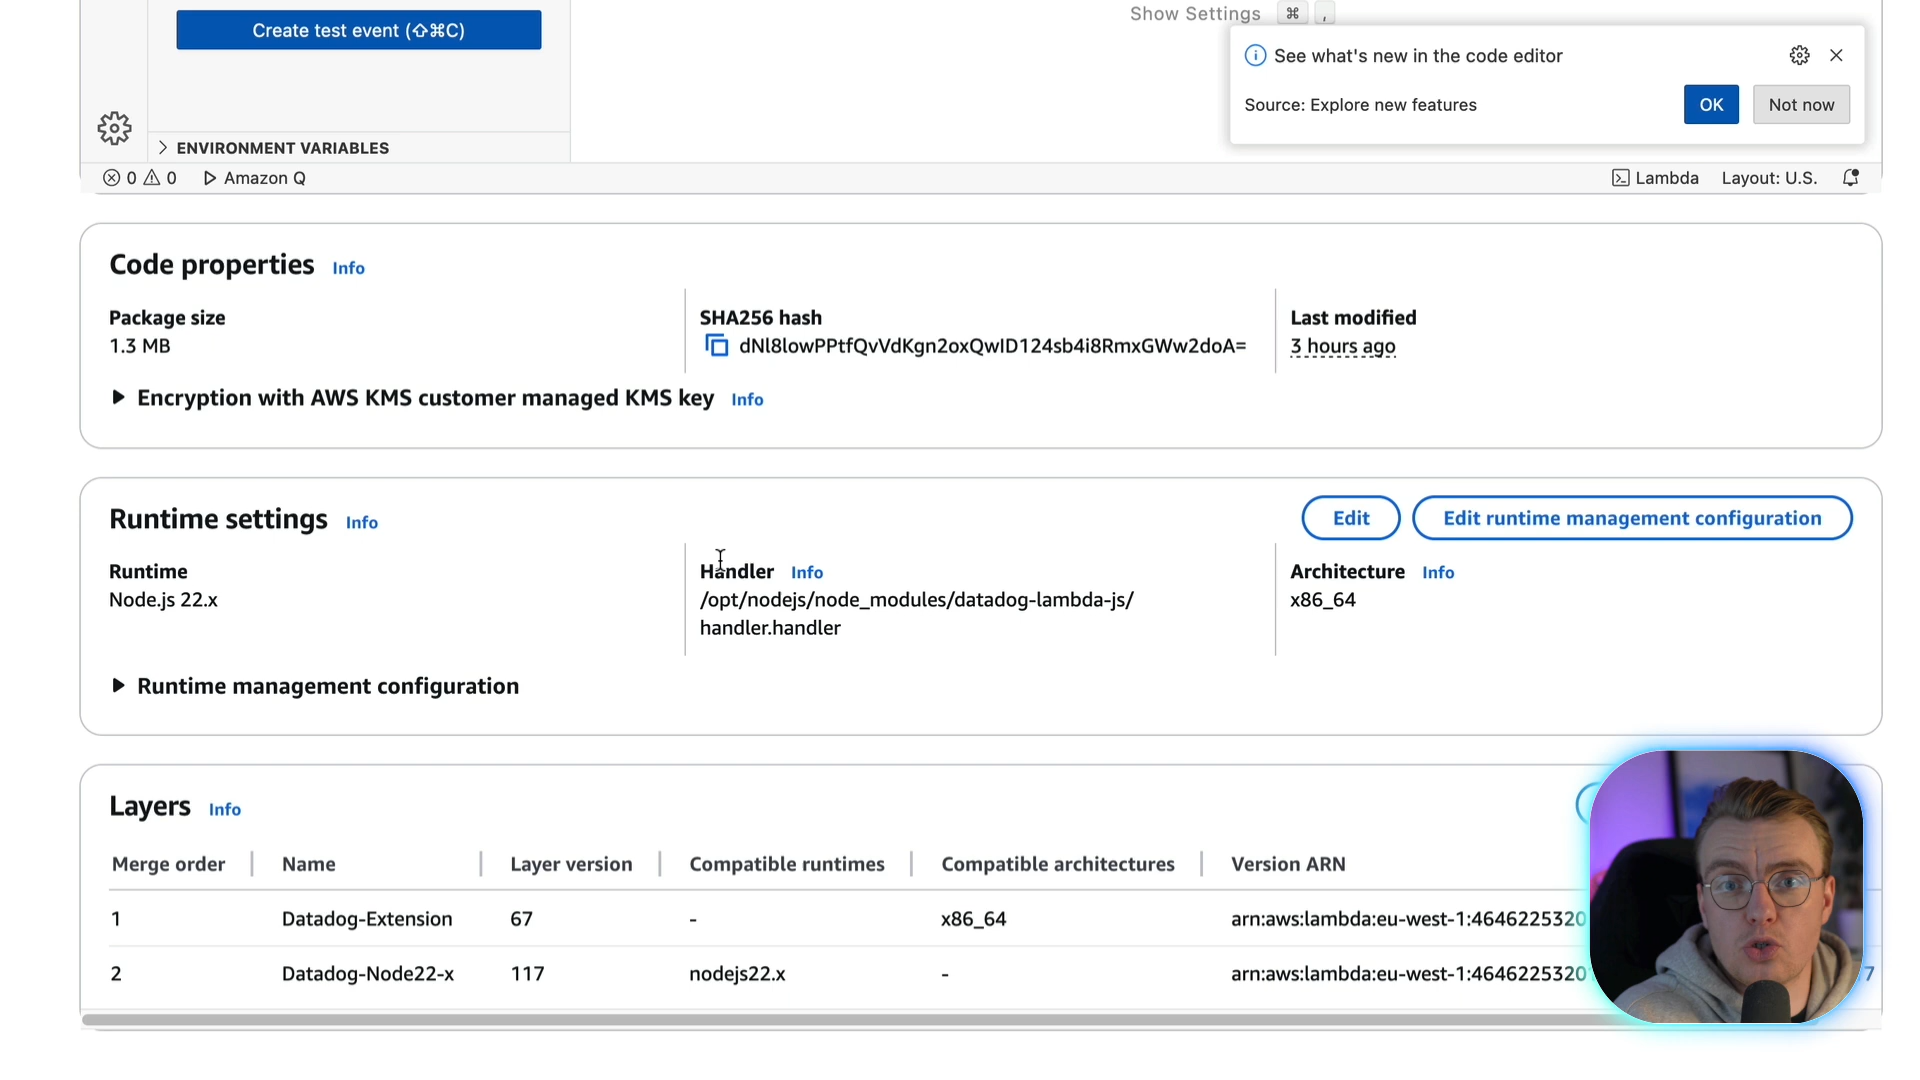 Show Settings ⌘ ,
Create test event (⇧⌘C)
See what's new in the code editor
Source: Explore new features
OK
Not now
ENVIRONMENT VARIABLES
0 0 Amazon Q
Lambda Layout: U.S.
Code properties Info
Package size
1.3 MB
SHA256 hash
dNl8lowPPtfQvVdKgn2oxQwID124sb4i8RmxGWw2doA=
Last modified
3 hours ago
Encryption with AWS KMS customer managed KMS key Info
Runtime settings Info
Edit
Edit runtime management configuration
Runtime
Node.js 22.x
Handler Info
/opt/nodejs/node_modules/datadog-lambda-js/
handler.handler
Architecture Info
x86_64
Runtime management configuration
Layers Info
Merge order Name Layer version Compatible runtimes Compatible architectures Version ARN
1 Datadog-Extension 67 - x86_64 arn:aws:lambda:eu-west-1:4646225320
2 Datadog-Node22-x 117 nodejs22.x - arn:aws:lambda:eu-west-1:4646225320 7